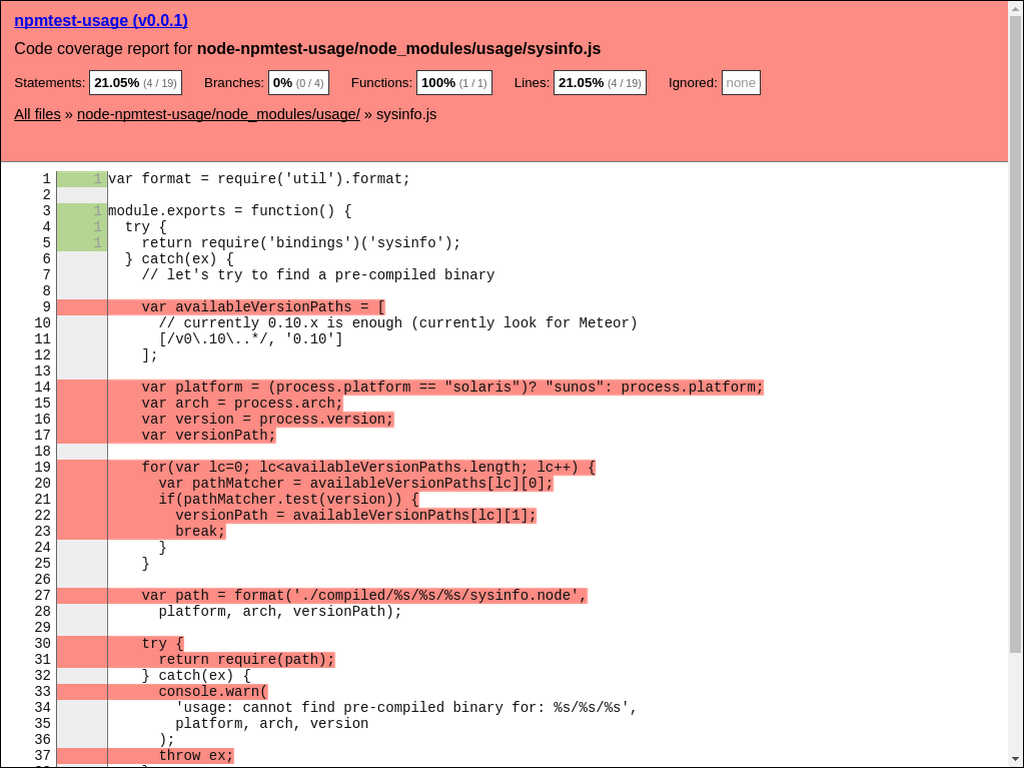 npmtest-usage (v0.0.1)
Code coverage report for node-npmtest-usage/node_modules/usage/sysinfo.js
Statements: 21.05% (4 / 19) Branches: 0% (0 / 4) Functions: 100% (1 / 1) Lines: 21.05% (4 / 19) Ignored: none
All files » node-npmtest-usage/node_modules/usage/ » sysinfo.js
1 1 var format = require('util').format;
2
3 1 module.exports = function() {
4 1   try {
5 1     return require('bindings')('sysinfo');
6   } catch(ex) {
7     // let's try to find a pre-compiled binary
8
9     var availableVersionPaths = [
10       // currently 0.10.x is enough (currently look for Meteor)
11       [/v0\.10\..*/, '0.10']
12     ];
13
14     var platform = (process.platform == "solaris")? "sunos": process.platform;
15     var arch = process.arch;
16     var version = process.version;
17     var versionPath;
18
19     for(var lc=0; lc<availableVersionPaths.length; lc++) {
20       var pathMatcher = availableVersionPaths[lc][0];
21       if(pathMatcher.test(version)) {
22         versionPath = availableVersionPaths[lc][1];
23         break;
24       }
25     }
26
27     var path = format('./compiled/%s/%s/%s/sysinfo.node',
28       platform, arch, versionPath);
29
30     try {
31       return require(path);
32     } catch(ex) {
33       console.warn(
34         'usage: cannot find pre-compiled binary for: %s/%s/%s',
35         platform, arch, version
36       );
37       throw ex;